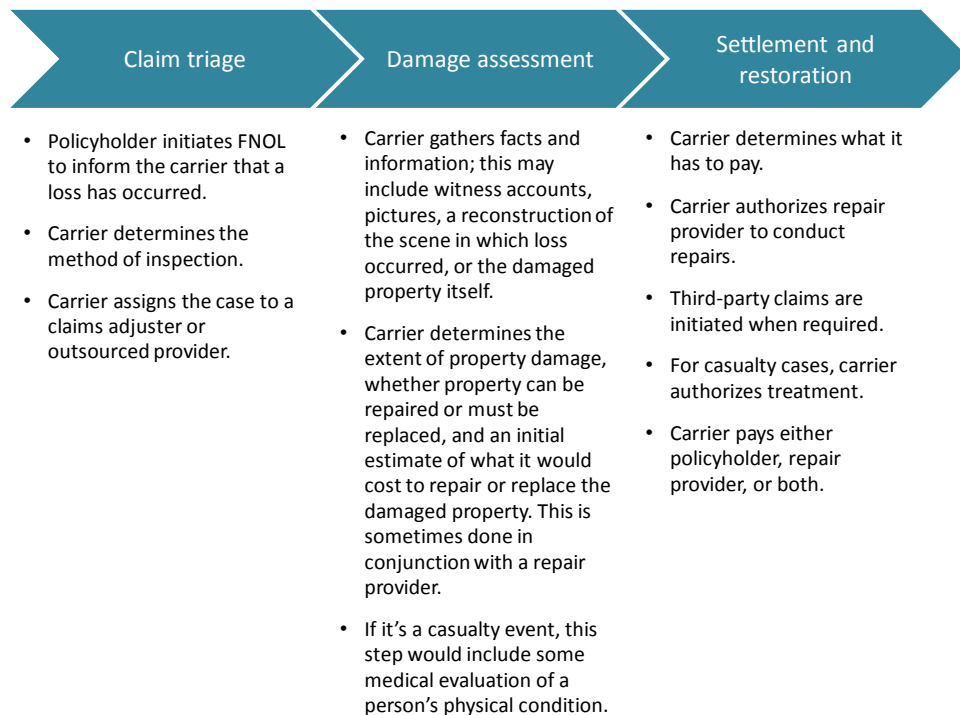 Claim triage
Damage assessment
Settlement and
restoration
• Policyholder initiates FNOL
to inform the carrier that a
loss has occurred.
• Carrier determines the
method of inspection.
• Carrier assigns the case to a
claims adjuster or
outsourced provider.
• Carrier gathers facts and
information; this may
include witness accounts,
pictures, a reconstruction of
the scene in which loss
occurred, or the damaged
property itself.
• Carrier determines the
extent of property damage,
whether property can be
repaired or must be
replaced, and an initial
estimate of what it would
cost to repair or replace the
damaged property. This is
sometimes done in
conjunction with a repair
provider.
• If it’s a casualty event, this
step would include some
medical evaluation of a
person’s physical condition.
• Carrier determines what it
has to pay.
• Carrier authorizes repair
provider to conduct
repairs.
• Third-party claims are
initiated when required.
• For casualty cases, carrier
authorizes treatment.
• Carrier pays either
policyholder, repair
provider, or both.